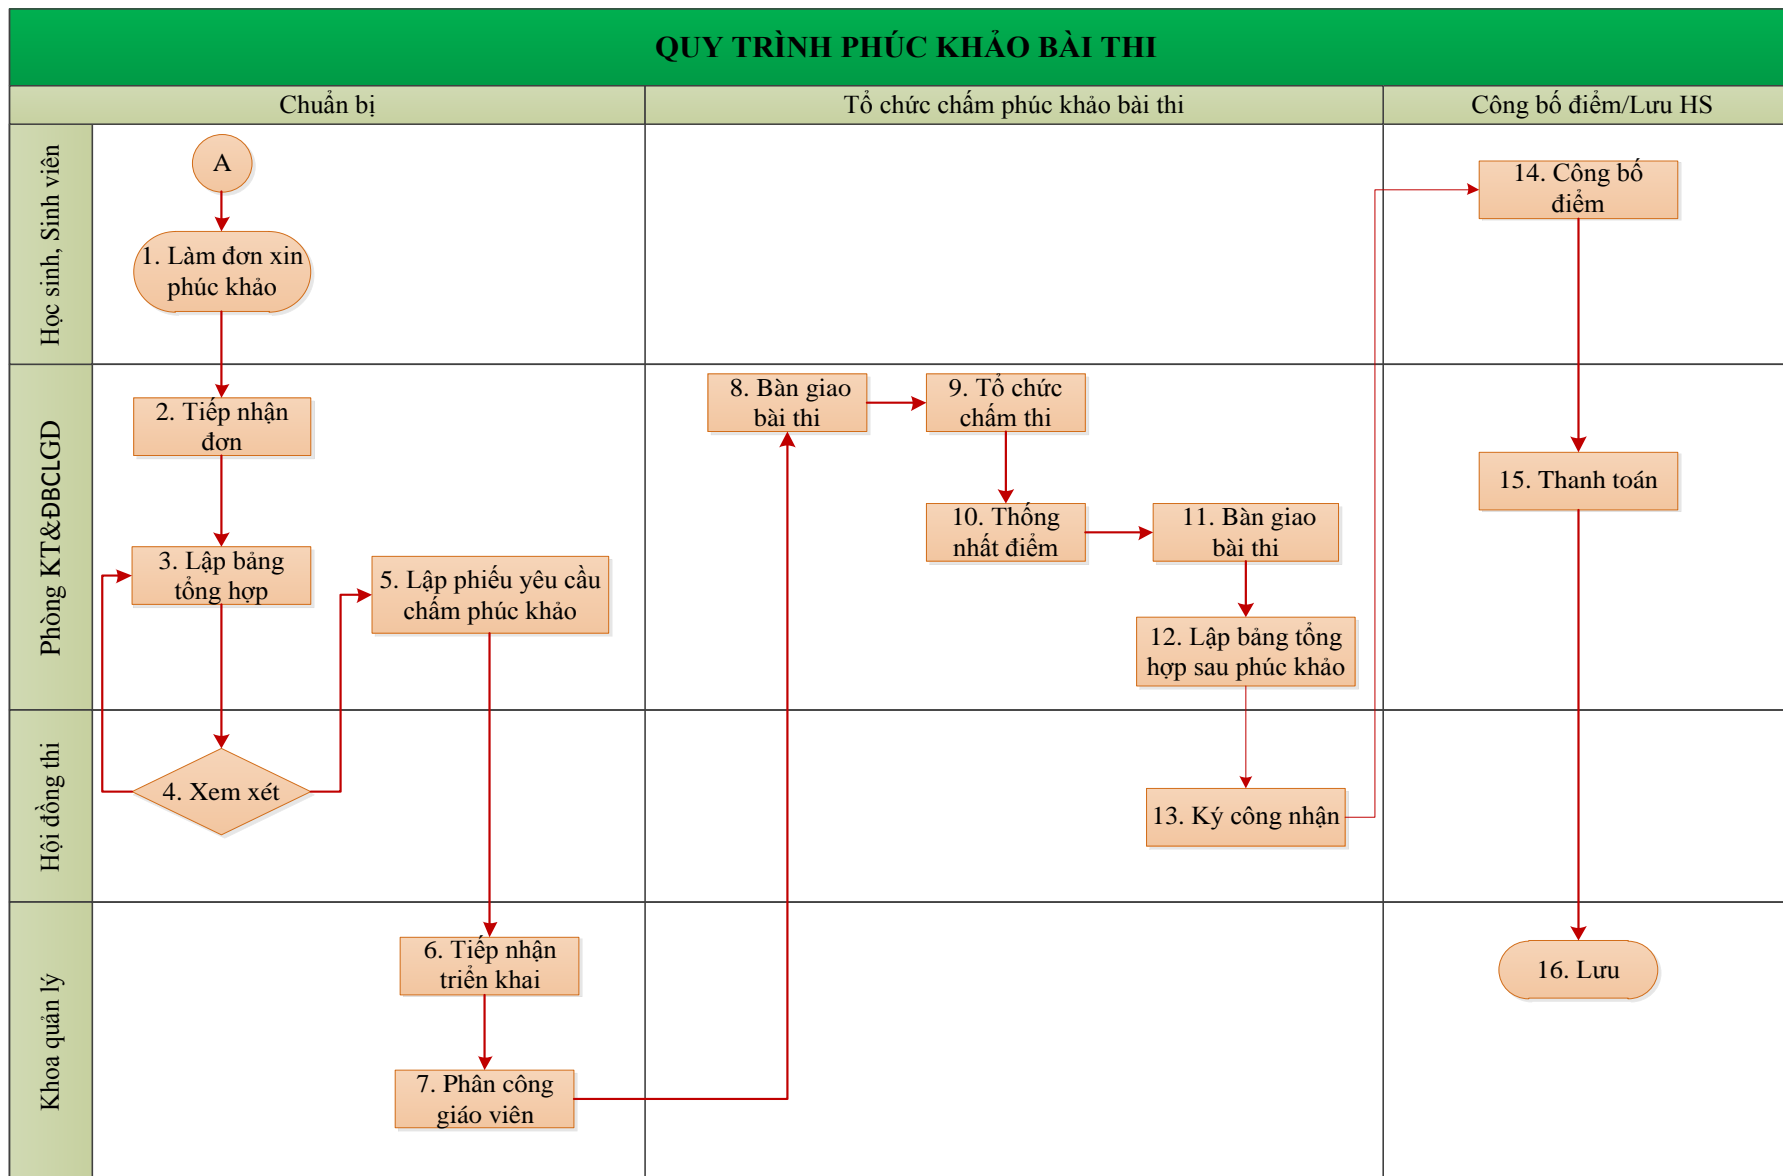 QUY TRÌNH PHÚC KHẢO BÀI THI
Chuẩn bị
Tổ chức chấm phúc khảo bài thi
Công bố điểm/Lưu HS
Học sinh, Sinh viên
A
1. Làm đơn xin
phúc khảo
14. Công bố
điểm
Phòng KT&ĐBCLGD
2. Tiếp nhận
đơn
3. Lập bảng
tổng hợp
5. Lập phiếu yêu cầu
chấm phúc khảo
8. Bàn giao
bài thi
9. Tổ chức
chấm thi
10. Thống
nhất điểm
11. Bàn giao
bài thi
12. Lập bảng tổng
hợp sau phúc khảo
15. Thanh toán
Hội đồng thi
4. Xem xét
13. Ký công nhận
Khoa quản lý
6. Tiếp nhận
triển khai
7. Phân công
giáo viên
16. Lưu